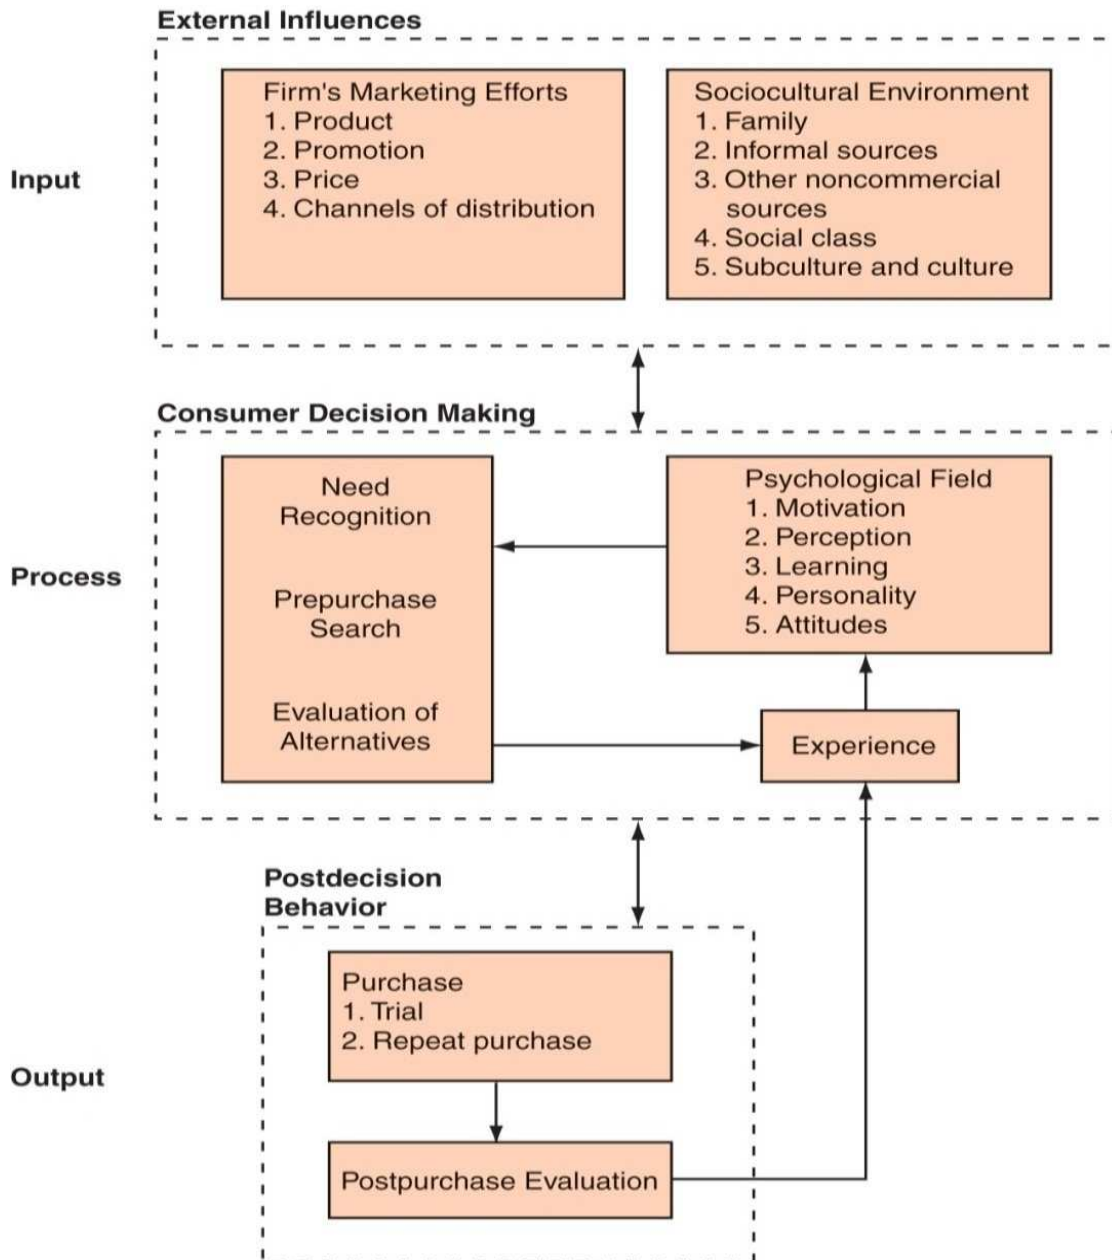 External Influences
Input
Firm's Marketing Efforts
1. Product
2. Promotion
3. Price
4. Channels of distribution
Sociocultural Environment
1. Family
2. Informal sources
3. Other noncommercial
sources
4. Social class
5. Subculture and culture
Consumer Decision Making
Process
Need
Recognition
Prepurchase
Search
Evaluation of
Alternatives
Psychological Field
1. Motivation
2. Perception
3. Learning
4. Personality
5. Attitudes
Experience
Postdecision
Behavior
Output
Purchase
1. Trial
2. Repeat purchase
Postpurchase Evaluation